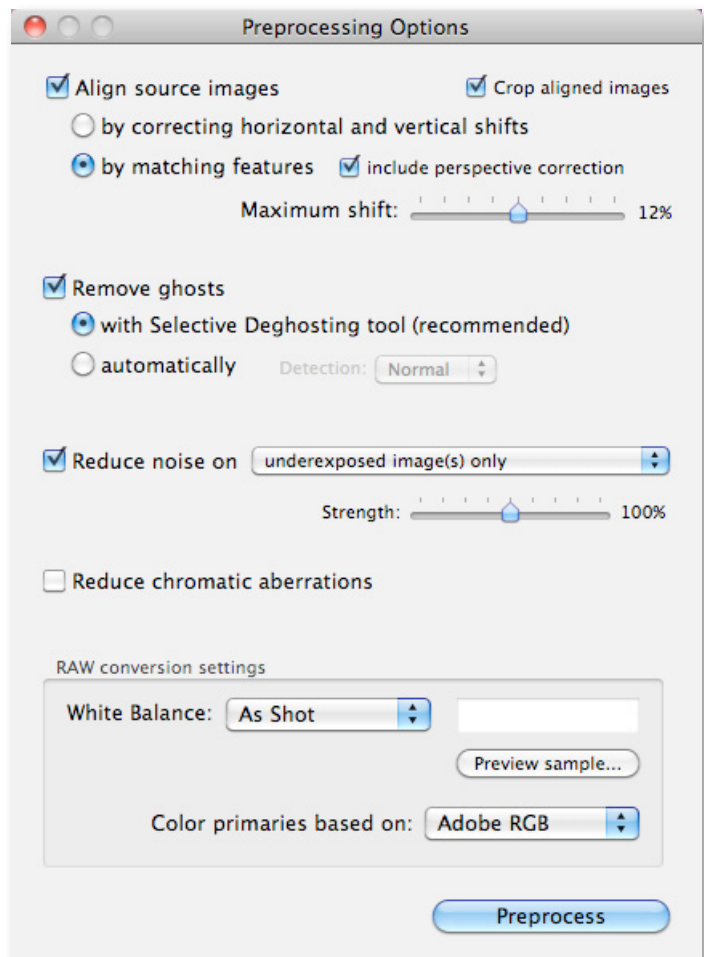 Preprocessing Options
Align source images Crop aligned images
by correcting horizontal and vertical shifts
by matching features include perspective correction
Maximum shift: 12%
Remove ghosts
with Selective Deghosting tool (recommended)
automatically Detection: Normal
Reduce noise on underexposed image(s) only
Strength: 100%
Reduce chromatic aberrations
RAW conversion settings
White Balance: As Shot
Preview sample...
Color primaries based on: Adobe RGB
Preprocess